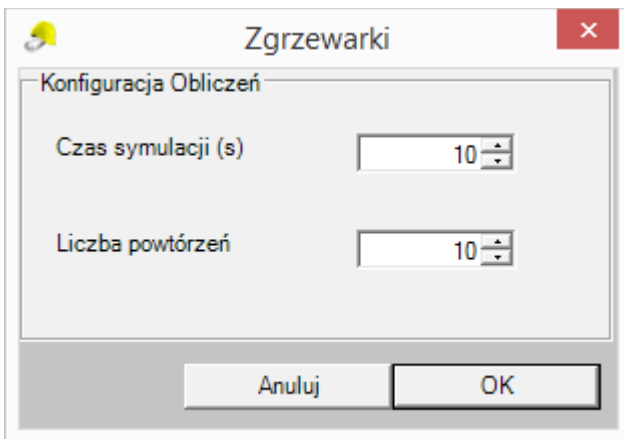 Zgrzewarki
Konfiguracja Obliczeń
Czas symulacji (s) 10
Liczba powtórzeń 10
Anuluj OK